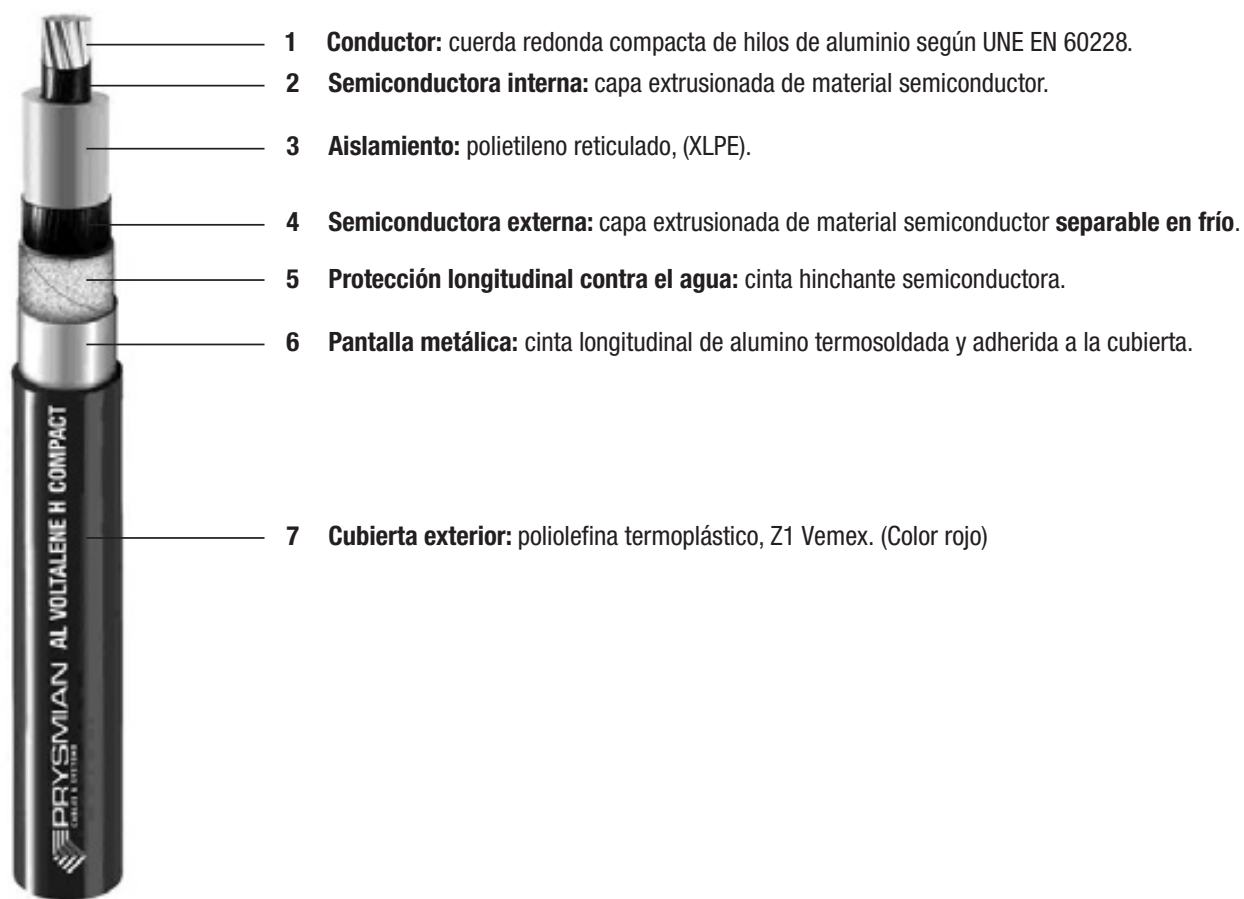 1 Conductor: cuerda redonda compacta de hilos de aluminio según UNE EN 60228.
2 Semiconductora interna: capa extrusionada de material semiconductor.
3 Aislamiento: polietileno reticulado, (XLPE).
4 Semiconductora externa: capa extrusionada de material semiconductor separable en frío.
5 Protección longitudinal contra el agua: cinta hinchante semiconductora.
6 Pantalla metálica: cinta longitudinal de alumino termosoldada y adherida a la cubierta.
7 Cubierta exterior: poliolefina termoplástico, Z1 Vemex. (Color rojo)
PRYSMIAN AL VOLTALENE H COMPACT
CABLES & SYSTEMS